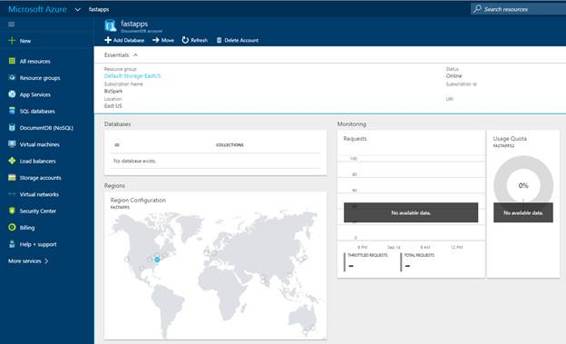 Microsoft Azure fastapps
Search resources
New
All resources
Resource groups
App Services
SQL databases
DocumentDB (NoSQL)
Virtual machines
Load balancers
Storage accounts
Virtual networks
Security Center
Billing
Help + support
More services
fastapps
DocumentDB account
Add Database Move Refresh Delete Account
Essentials
Resource group
Default-Storage-EastUS
Subscription name
BizSpark
Location
East US
Status
Online
Subscription id
URI
Databases
ID COLLECTIONS
No database exists.
Regions
Region Configuration
FASTAPPS
Monitoring
Requests
100
80
60
40
20
0
No available data.
6 PM Sep 14 6 AM 12 PM
THROTTLED REQUESTS TOTAL REQUESTS
-- --
Usage Quota
0%
No available data.